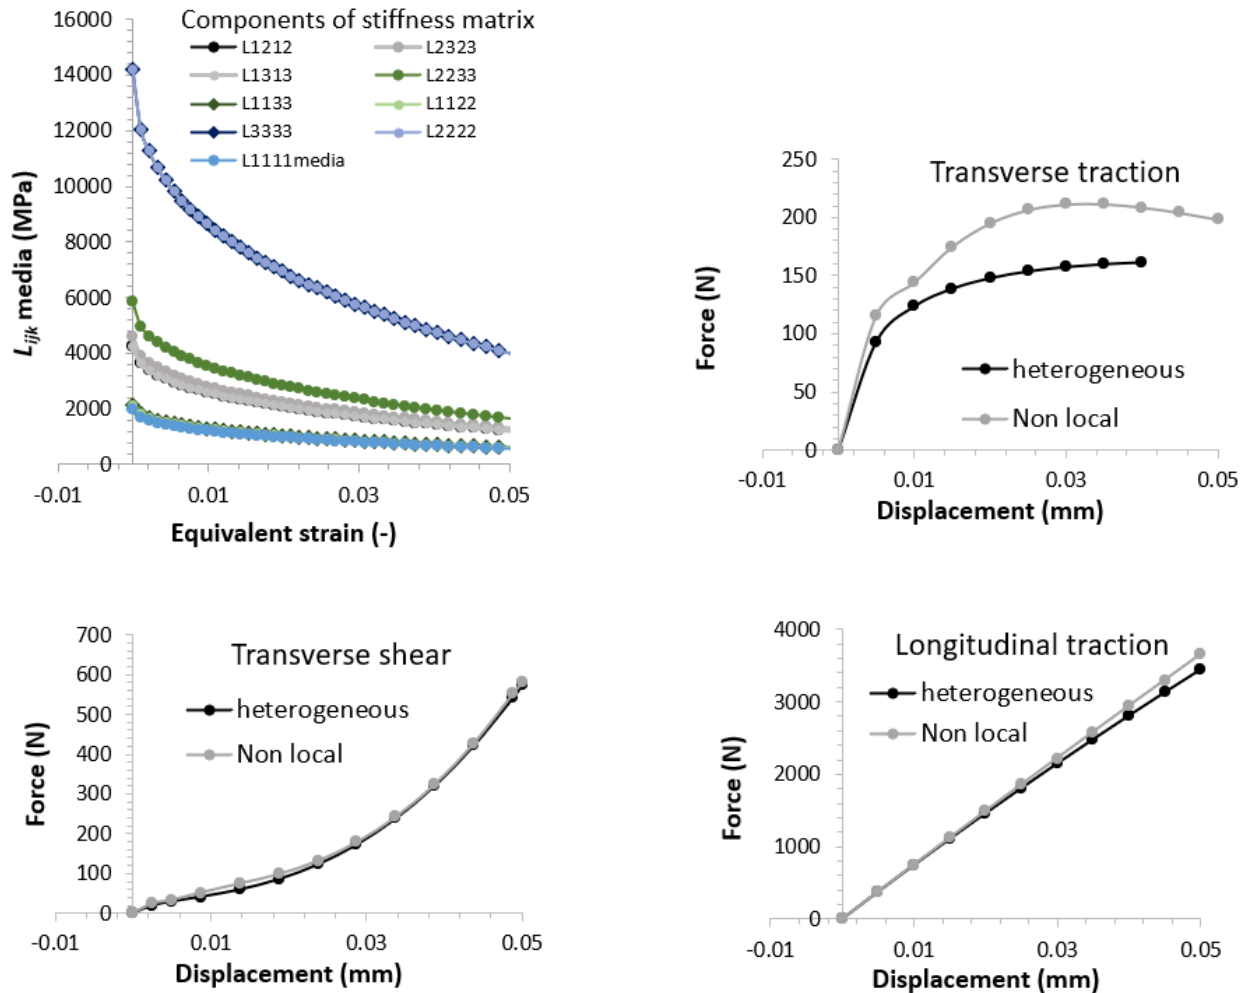 Components of stiffness matrix
L1212 L2323
L1313 L2233
L1133 L1122
L3333 L2222
L1111media
16000
14000
12000
10000
8000
6000
4000
2000
0
-0.01 0.01 0.03 0.05
Lijk media (MPa)
Equivalent strain (-)
Transverse traction
250
200
150
100
50
0
heterogeneous
Non local
-0.01 0.01 0.03 0.05
Force (N)
Displacement (mm)
Transverse shear
heterogeneous
Non local
700
600
500
400
300
200
100
0
-0.01 0.01 0.03 0.05
Force (N)
Displacement (mm)
Longitudinal traction
heterogeneous
Non local
4000
3000
2000
1000
0
-0.01 0.01 0.03 0.05
Force (N)
Displacement (mm)